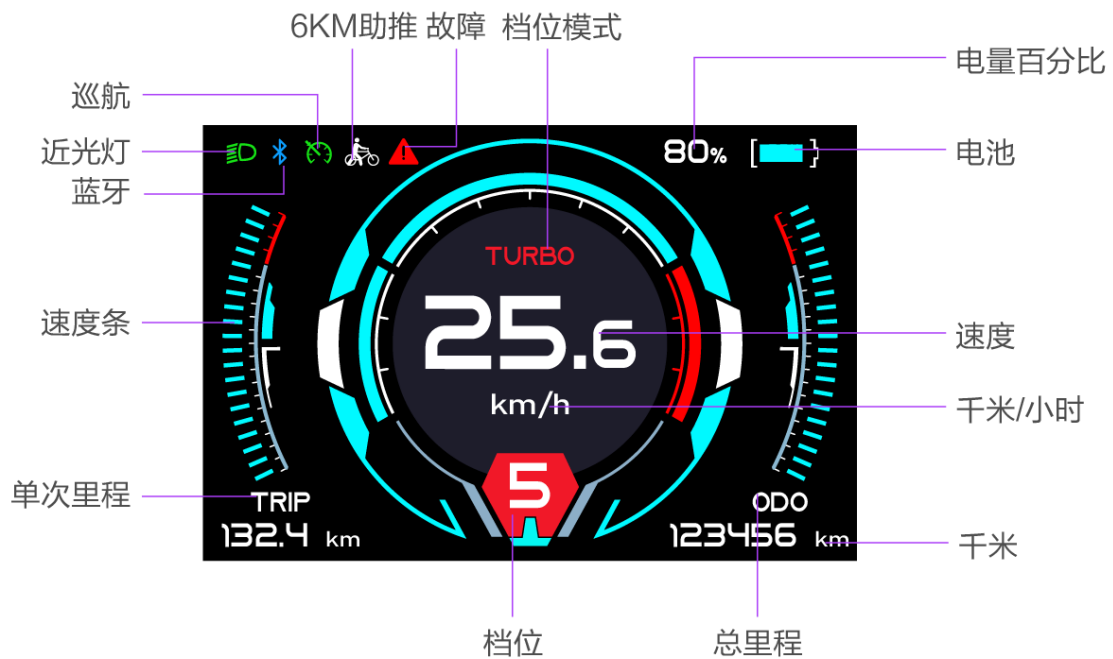 6KM助推 故障 档位模式
电量百分比
巡航
近光灯
蓝牙
电池
80%
TURBO
25.6
km/h
速度条
速度
千米/小时
5
单次里程
TRIP
132.4 km
ODO
123456 km
千米
档位
总里程